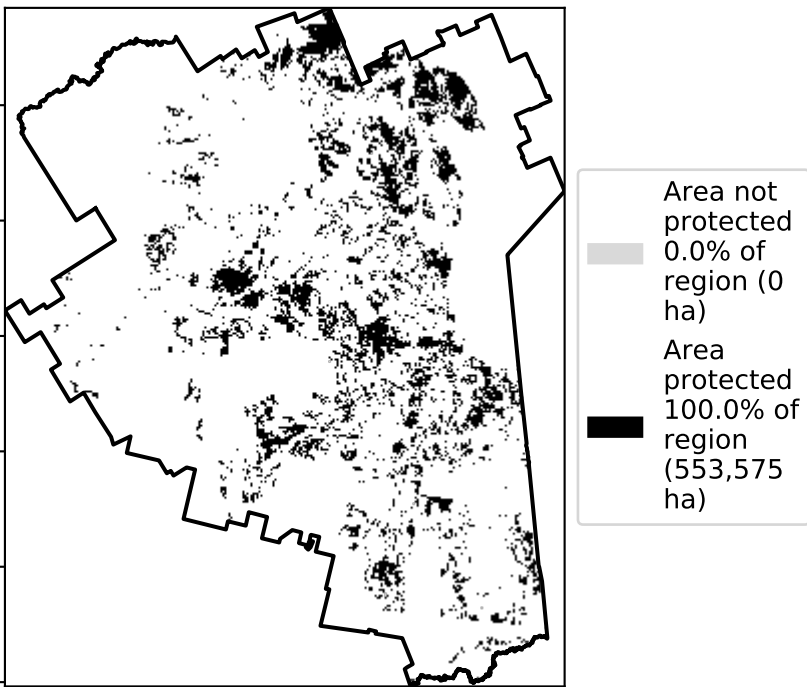 Area not
protected
0.0% of
region (0
ha)
Area
protected
100.0% of
region
(553,575
ha)